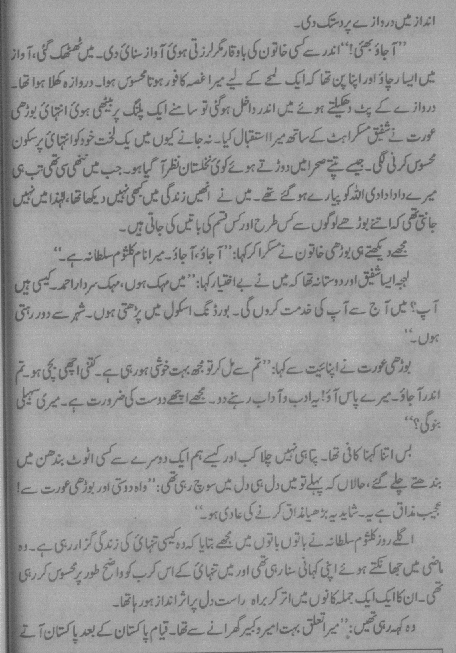 انداز میں دروازے پر دستک دی۔
”آ جاؤ بھئی!“ اندر سے کسی خاتون کی باوقار مگر لرزتی ہوئی آواز سنائی دی۔ میں ٹھٹھک گئی، آواز
میں ایسا رچاؤ اور اپناپن تھا کہ ایک لمحے کے لیے میرا غصہ کافور ہوتا محسوس ہوا۔ دروازہ کھلا ہوا تھا۔
دروازے کے پٹ دھکیلتے ہوئے میں اندر داخل ہوگئی تو سامنے ایک پلنگ پر بیٹھی ہوئی انتہائی بوڑھی
عورت نے شفیق مسکراہٹ کے ساتھ میرا استقبال کیا۔ نہ جانے کیوں میں یک لخت خود کو انتہائی پرسکون
محسوس کرنے لگی۔ جیسے تپتے صحرا میں دوڑتے ہوئے کوئی نخلستان نظر آ گیا ہو۔ جب میں ننھی سی تھی تب ہی
میرے دادا دادی اللہ کو پیارے ہو گئے تھے۔ میں نے انھیں زندگی میں کبھی نہیں دیکھا تھا، لہٰذا میں نہیں
جانتی تھی کہ اتنے بوڑھے لوگوں سے کس طرح اور کس قسم کی باتیں کی جاتی ہیں۔
مجھے دیکھتے ہی بوڑھی خاتون نے مسکرا کر کہا: ”آ جاؤ، آ جاؤ۔ میرا نام کلثوم سلطانہ ہے۔“
لہجہ ایسا شفیق اور دوستانہ تھا کہ میں نے بے اختیار کہا: ”میں مہک ہوں، مہک سردار احمد۔ کیسی ہیں
آپ؟ میں آج سے آپ کی خدمت کروں گی۔ بورڈنگ اسکول میں پڑھتی ہوں۔ شہر سے دور رہتی
ہوں۔“
بوڑھی عورت نے اپنائیت سے کہا: ”تم سے مل کر تو مجھے بہت خوشی ہو رہی ہے۔ کتنی اچھی بچی ہو۔ تم
اندر آ جاؤ۔ میرے پاس آؤ! یہ ادب و آداب رہنے دو۔ مجھے اچھے دوست کی ضرورت ہے۔ میری سہیلی
بنو گی؟“
بس اتنا کہنا کافی تھا۔ پتا ہی نہیں چلا کب اور کیسے ہم ایک دوسرے سے کسی اٹوٹ بندھن میں
بندھتے چلے گئے، حالاں کہ پہلے تو میں دل ہی دل میں سوچ رہی تھی: ”واہ دوستی اور بوڑھی عورت سے!
عجیب مذاق ہے یہ۔ شاید یہ بڑھیا مذاق کرنے کی عادی ہو۔“
اگلے روز کلثوم سلطانہ نے باتوں باتوں میں مجھے بتایا کہ وہ کیسی تنہائی کی زندگی گزار رہی ہے۔ وہ
ماضی میں جھانکتے ہوئے اپنی کہانی سنا رہی تھی اور میں تنہائی کے اس کرب کو واضح طور پر محسوس کر رہی
تھی۔ ان کا ایک ایک جملہ کانوں میں اتر کر براہ راست دل پر اثر انداز ہو رہا تھا۔
وہ کہہ رہی تھیں: ”میرا تعلق بہت امیر و کبیر گھرانے سے تھا۔ قیام پاکستان کے بعد پاکستان آتے